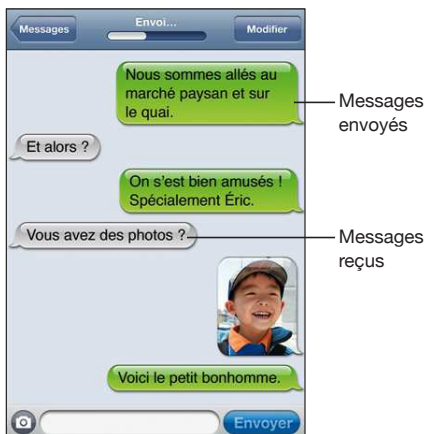 Messages
Envoi...
Modifier
Nous sommes allés au
marché paysan et sur
le quai.
Messages
envoyés
Et alors ?
On s'est bien amusés !
Spécialement Éric.
Vous avez des photos ?
Messages
reçus
Voici le petit bonhomme.
Envoyer